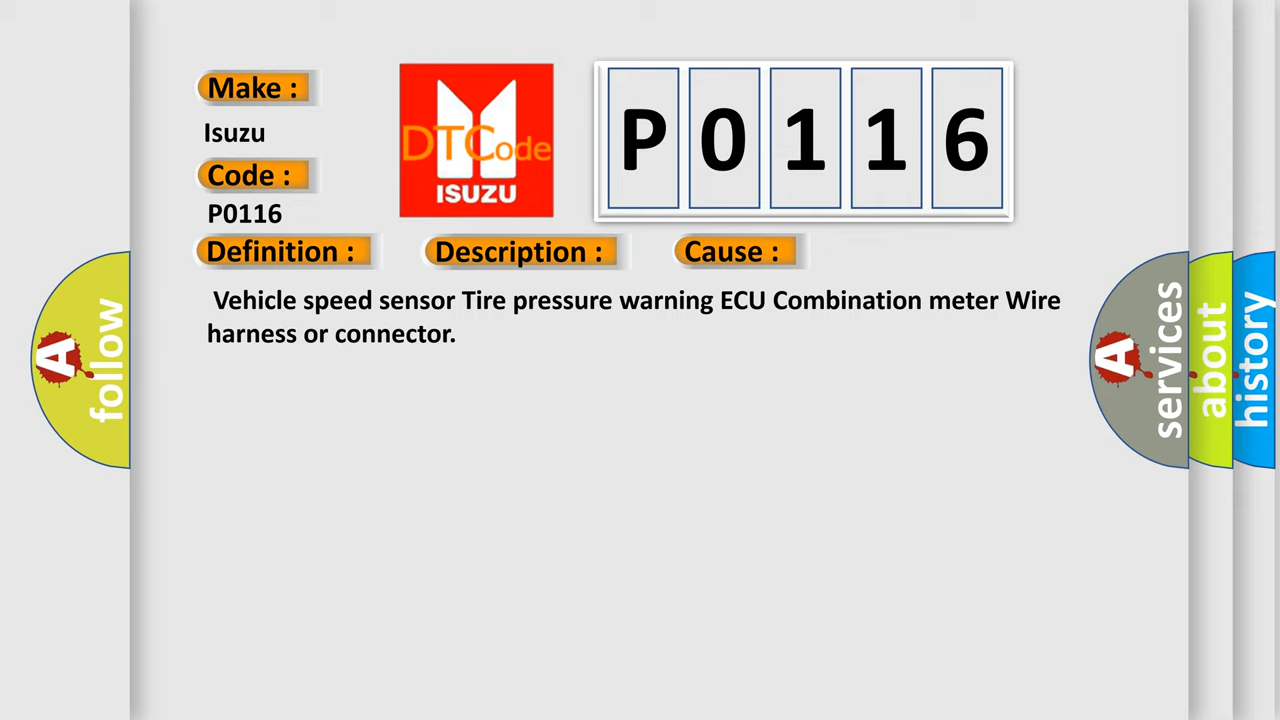 Make :
Isuzu
Code :
P0116
Definition :
Description :
Cause :
Vehicle speed sensor Tire pressure warning ECU Combination meter Wire
harness or connector.
DTCode
ISUZU
P0116
A
follow
A
services
about
history